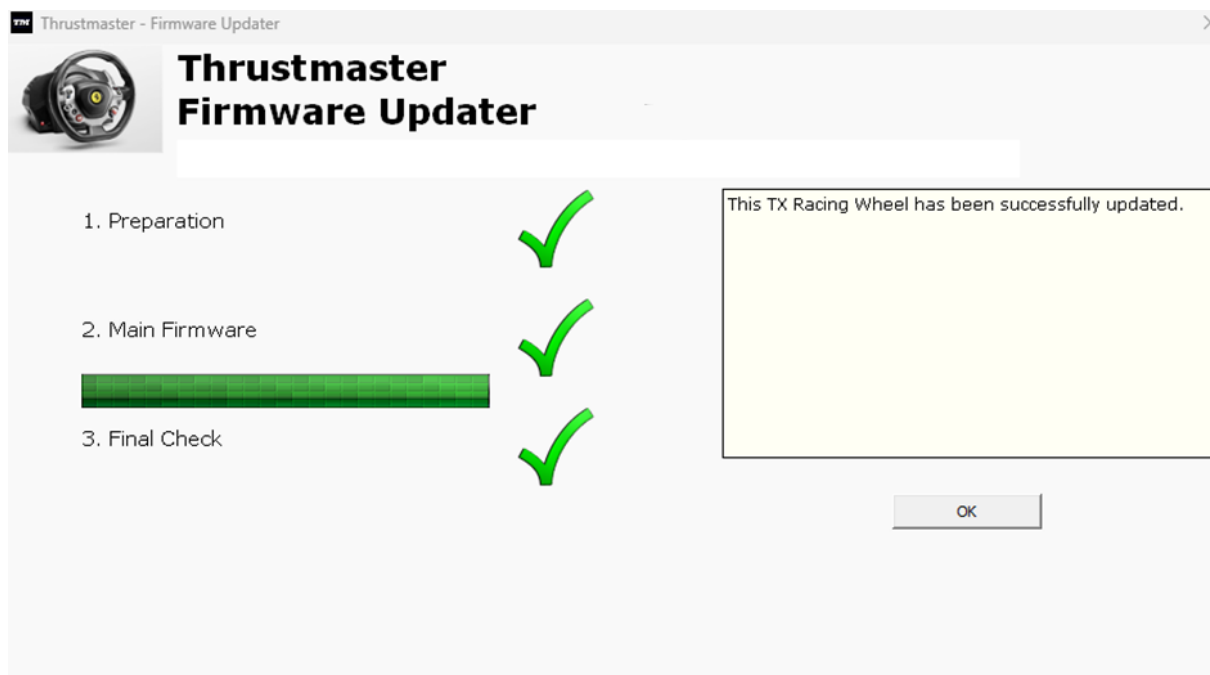 TM Thrustmaster - Firmware Updater
Thrustmaster
Firmware Updater
1. Preparation
This TX Racing Wheel has been successfully updated.
2. Main Firmware
3. Final Check
OK